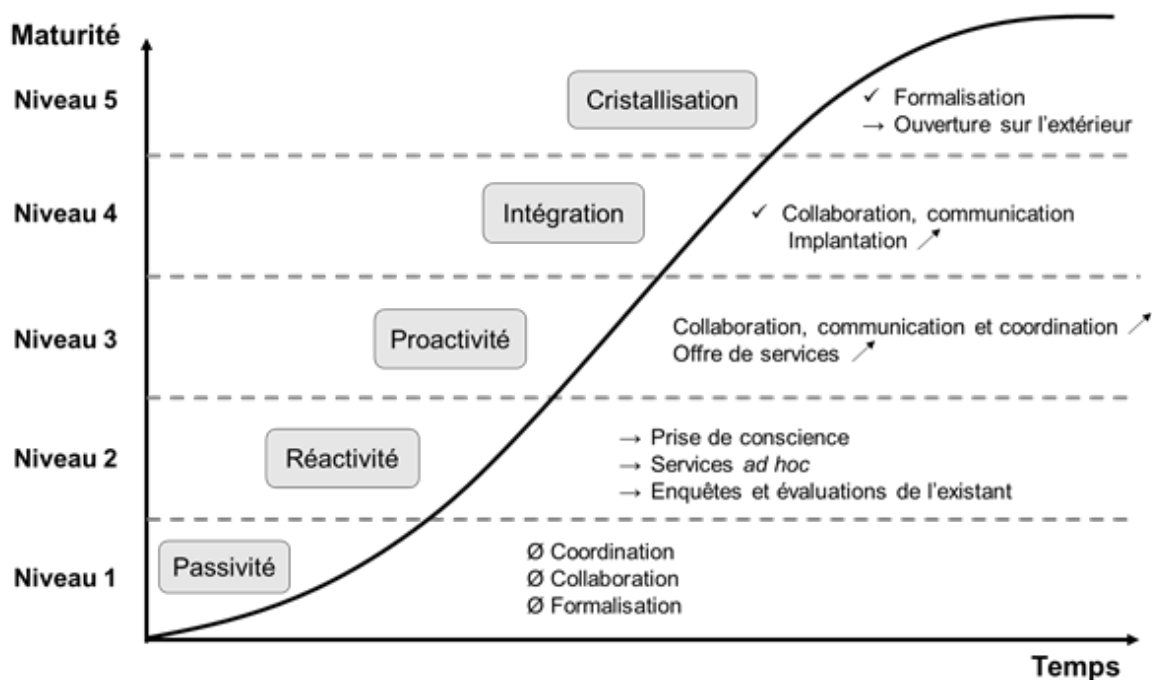 Maturité
Niveau 5
Cristallisation
✓ Formalisation
→ Ouverture sur l'extérieur
Niveau 4
Intégration
✓ Collaboration, communication
Implantation ↗
Niveau 3
Proactivité
Collaboration, communication et coordination ↗
Offre de services ↗
Niveau 2
Réactivité
→ Prise de conscience
→ Services ad hoc
→ Enquêtes et évaluations de l'existant
Niveau 1
Passivité
Ø Coordination
Ø Collaboration
Ø Formalisation
Temps